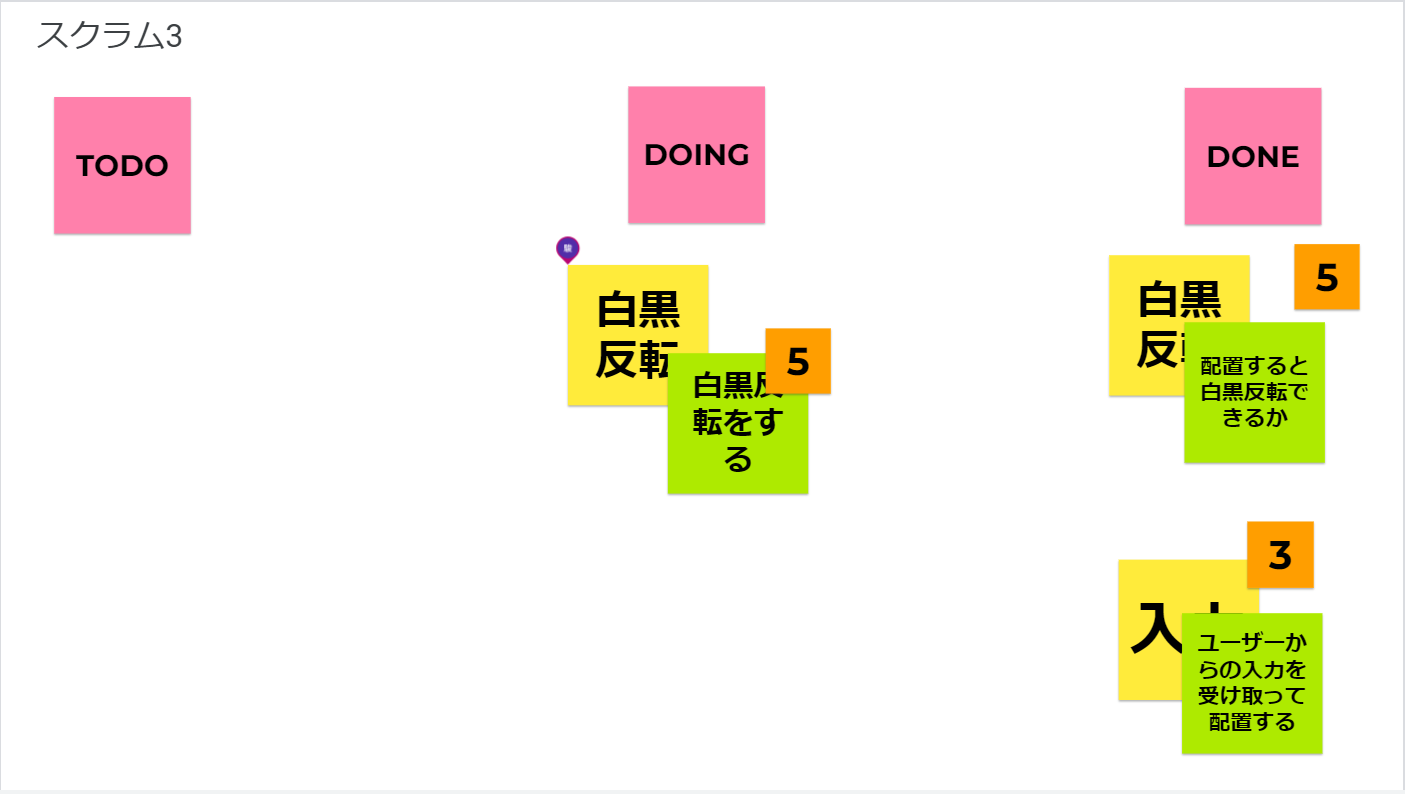 スクラム3
TODO
DOING
DONE
駿
白黒
反転
5
白黒反
転をす
る
白黒
反
5
配置すると
白黒反転で
きるか
3
入
ユーザーか
らの入力を
受け取って
配置する